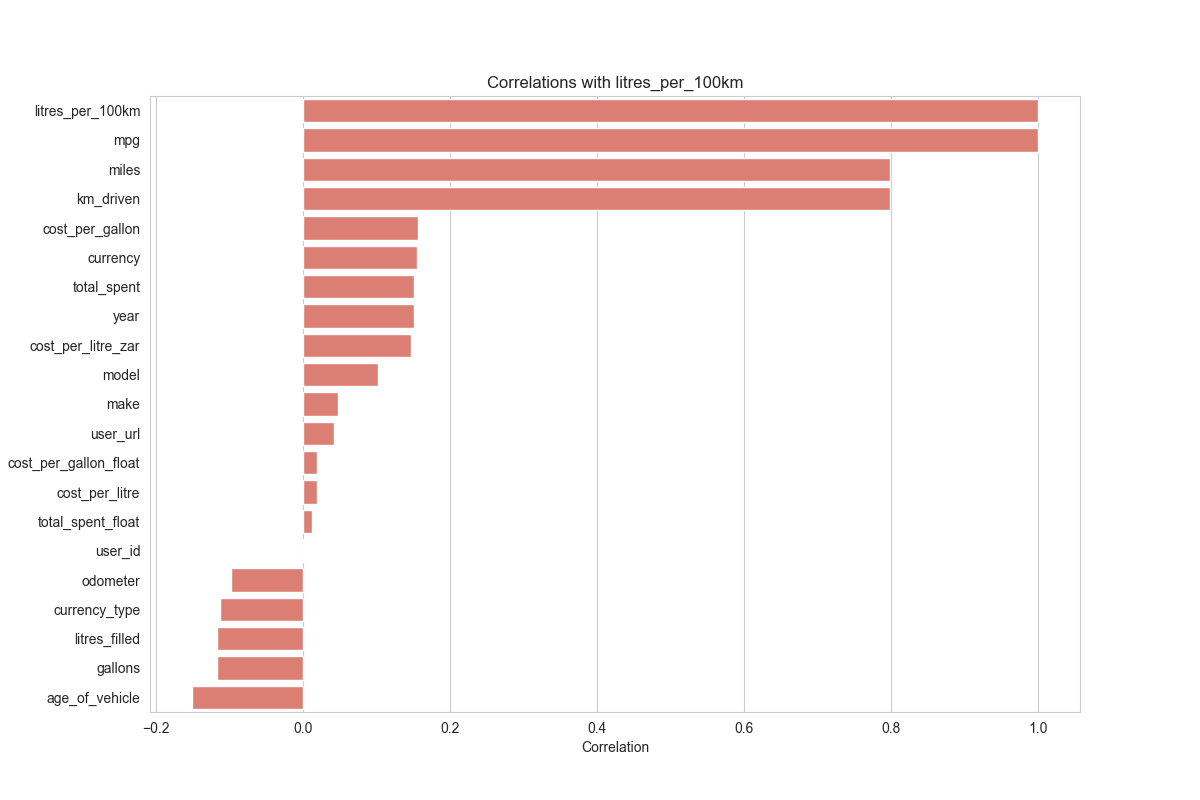 Correlations with litres_per_100km
litres_per_100km
mpg
miles
km_driven
cost_per_gallon
currency
total_spent
year
cost_per_litre_zar
model
make
user_url
cost_per_gallon_float
cost_per_litre
total_spent_float
user_id
odometer
currency_type
litres_filled
gallons
age_of_vehicle
−0.2 0.0 0.2 0.4 0.6 0.8 1.0
Correlation